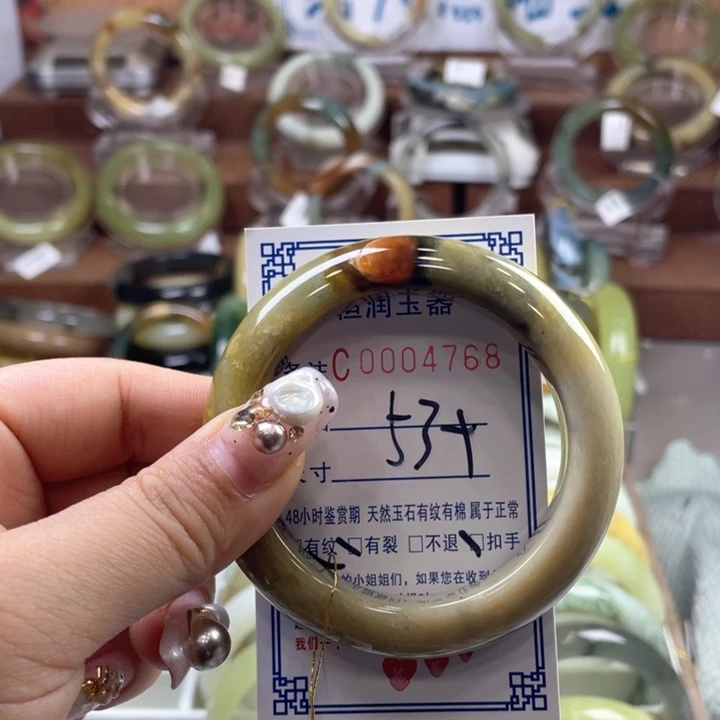 润玉器
C0004768
53+
寸
48小时鉴赏期 天然玉石有纹有棉 属于正常
有纹 □有裂 □不退 □扣手
的小姐姐们，如果您在收到
我们